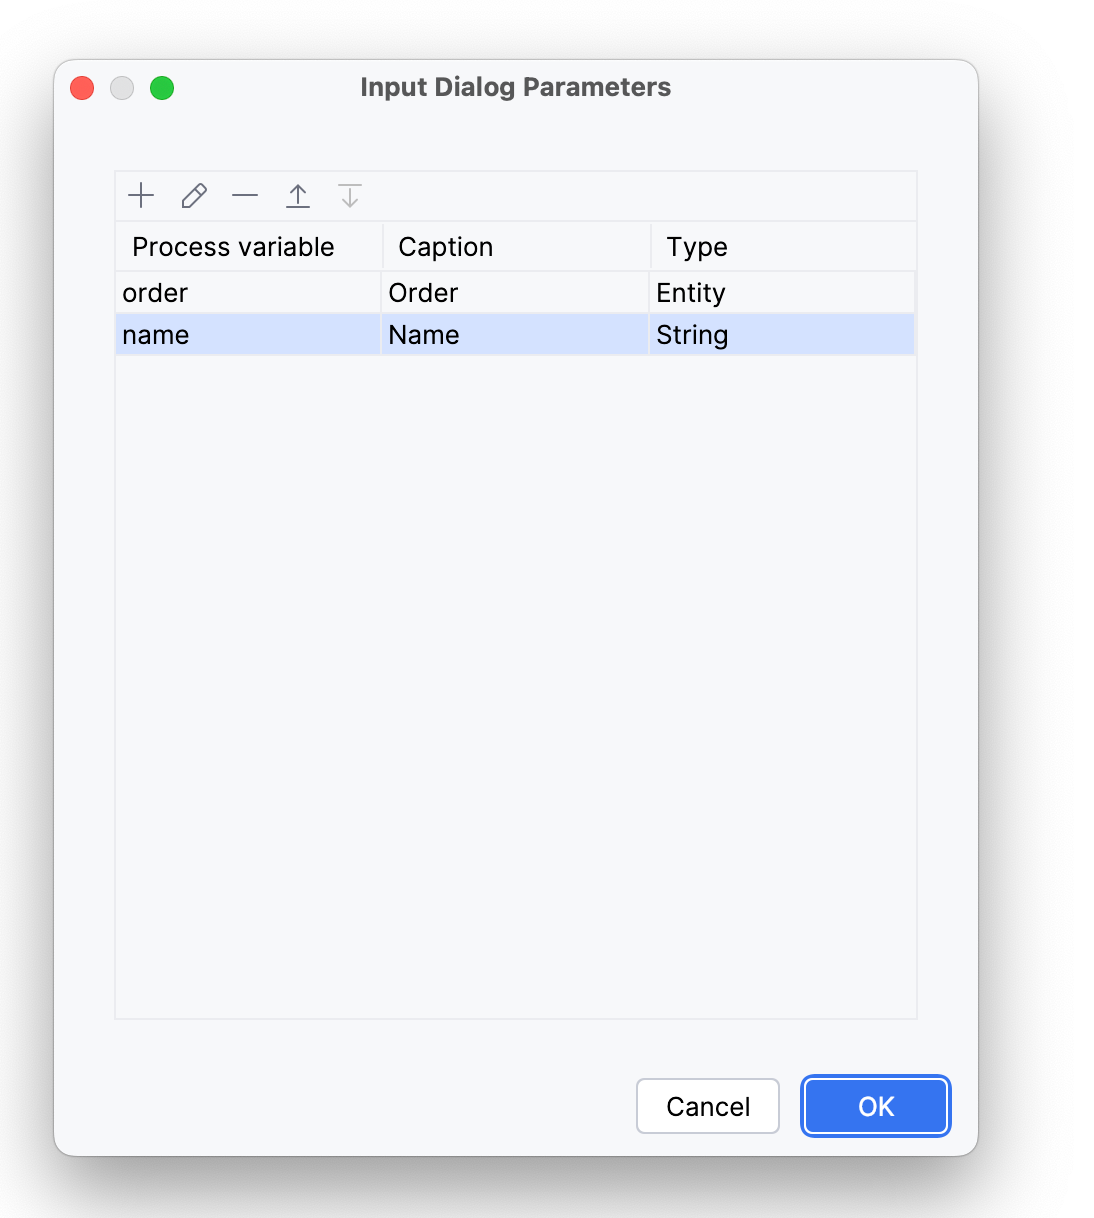 Input Dialog Parameters
Process variable Caption Type
order Order Entity
name Name String
Cancel OK